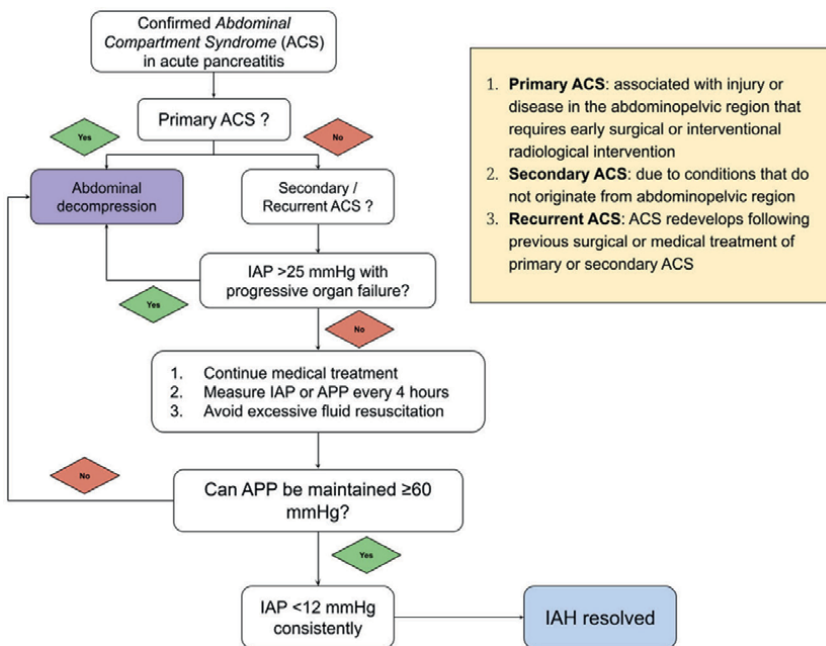 Confirmed Abdominal
Compartment Syndrome (ACS)
in acute pancreatitis
Primary ACS ?
Yes
No
Abdominal
decompression
Secondary /
Recurrent ACS ?
IAP >25 mmHg with
progressive organ failure?
Yes
No
1. Continue medical treatment
2. Measure IAP or APP every 4 hours
3. Avoid excessive fluid resuscitation
No
Can APP be maintained ≥60
mmHg?
Yes
IAP <12 mmHg
consistently
IAH resolved
1. Primary ACS: associated with injury or
disease in the abdominopelvic region that
requires early surgical or interventional
radiological intervention
2. Secondary ACS: due to conditions that do
not originate from abdominopelvic region
3. Recurrent ACS: ACS redevelops following
previous surgical or medical treatment of
primary or secondary ACS